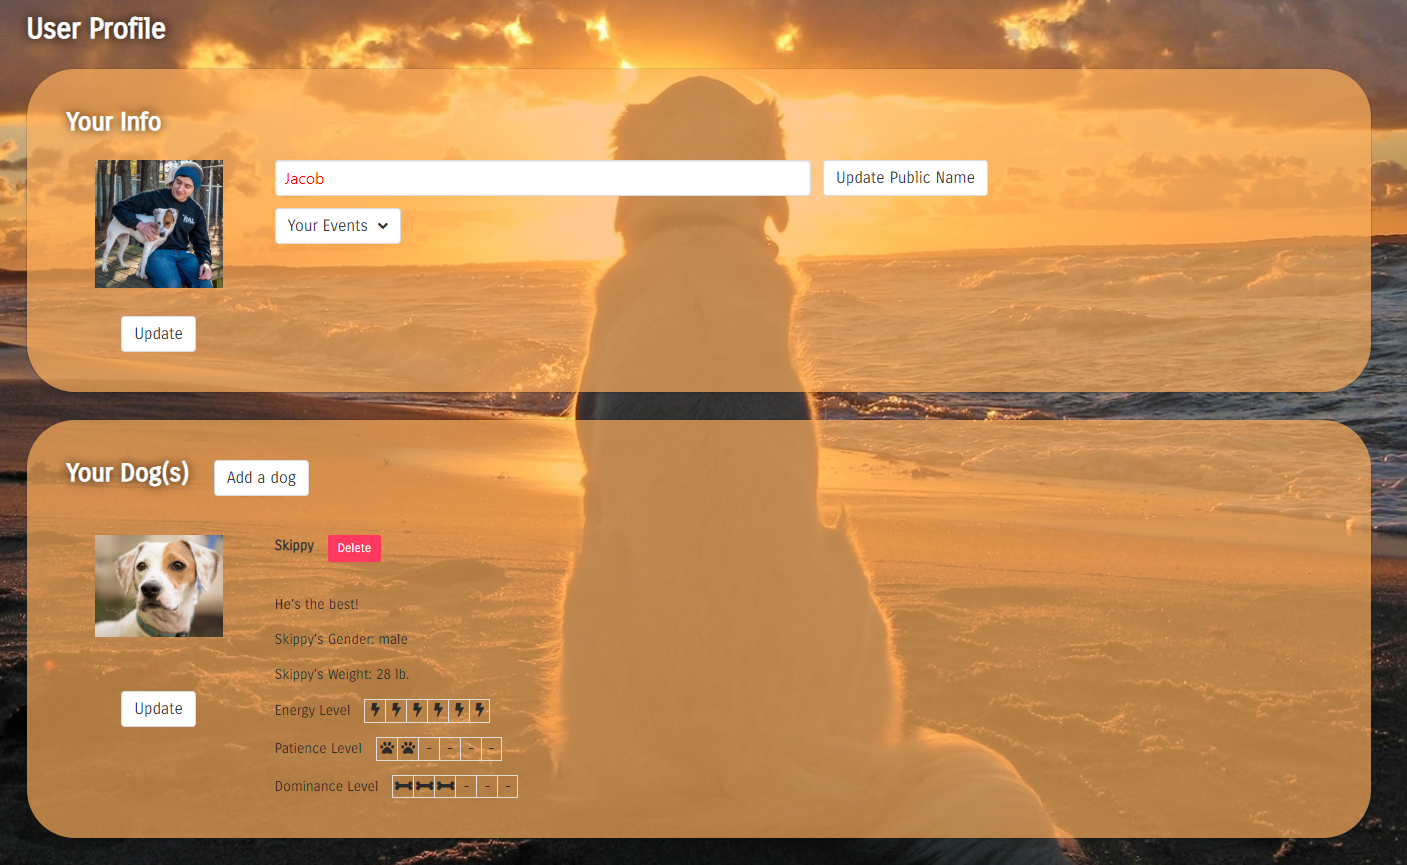 User Profile
Your Info
Jacob
Update Public Name
Your Events
Update
Your Dog(s)
Add a dog
Skippy
Delete
He's the best!
Skippy's Gender: male
Skippy's Weight: 28 lb.
Update
Energy Level
Patience Level - - - -
Dominance Level - - -